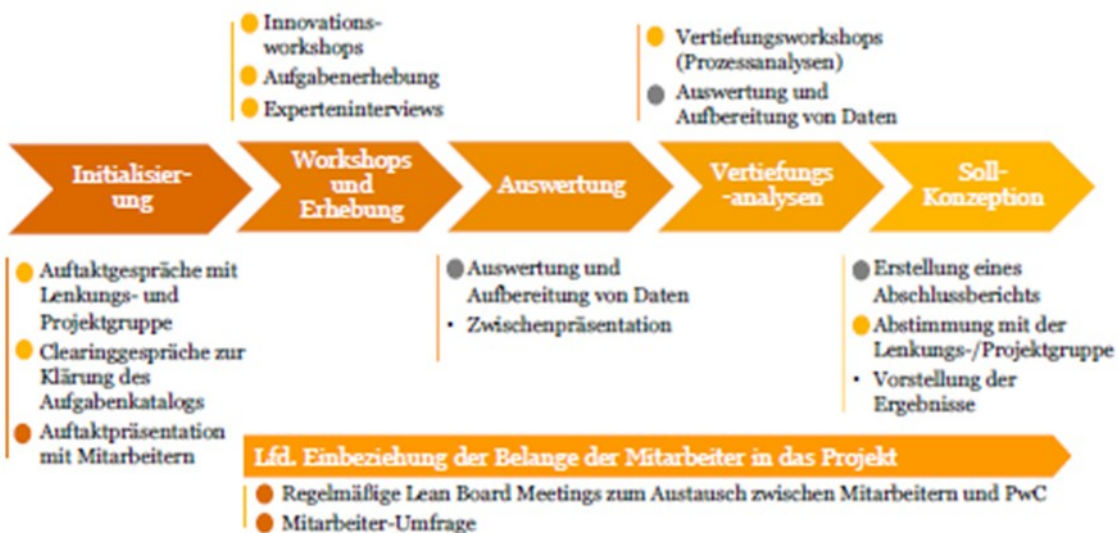 Innovations-
workshops
Aufgabenerhebung
Experteninterviews
Vertiefungsworkshops
(Prozessanalysen)
Auswertung und
Aufbereitung von Daten
Initialisier-
ung
Workshops
und
Erhebung
Auswertung
Vertiefungs
-analysen
Soll-
Konzeption
Auftaktgespräche mit
Lenkungs- und
Projektgruppe
Clearinggespräche zur
Klärung des
Aufgabenkatalogs
Auftaktpräsentation
mit Mitarbeitern
Auswertung und
Aufbereitung von Daten
• Zwischenpräsentation
Erstellung eines
Abschlussberichts
Abstimmung mit der
Lenkungs-/Projektgruppe
• Vorstellung der
Ergebnisse
Lfd. Einbeziehung der Belange der Mitarbeiter in das Projekt
Regelmäßige Lean Board Meetings zum Austausch zwischen Mitarbeitern und PwC
Mitarbeiter-Umfrage